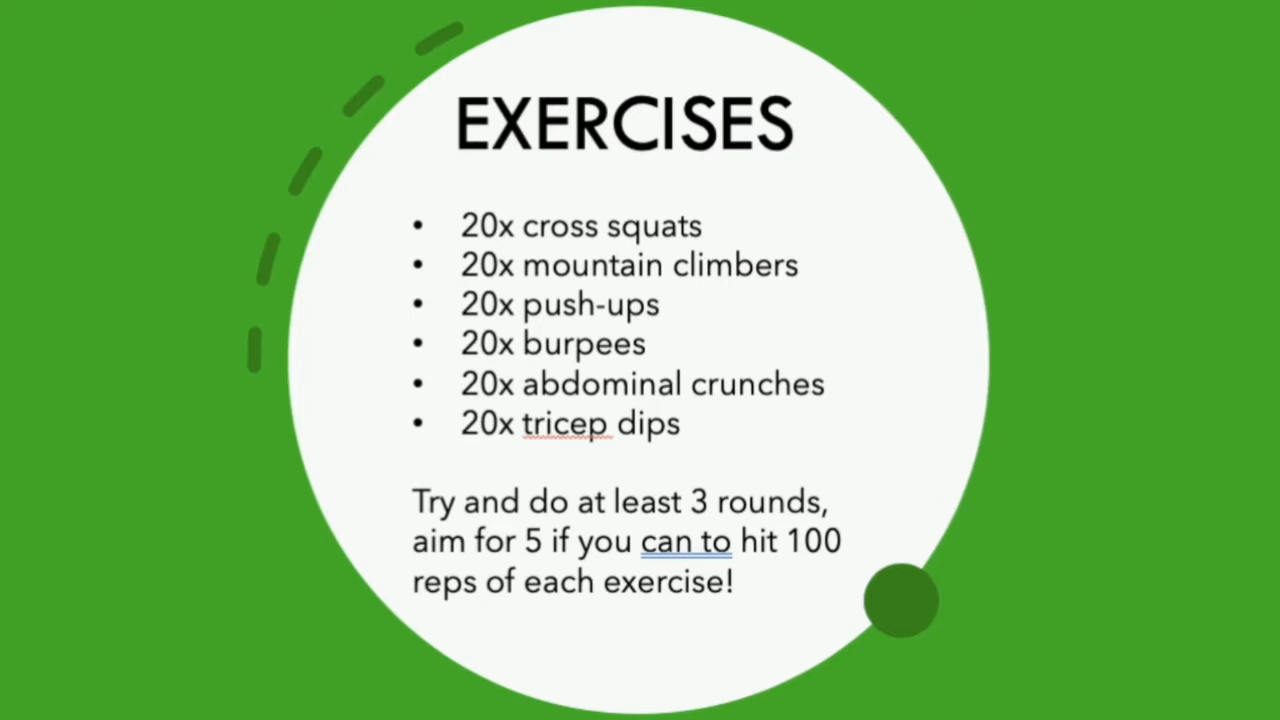 EXERCISES
• 20x cross squats
• 20x mountain climbers
• 20x push-ups
• 20x burpees
• 20x abdominal crunches
• 20x tricep dips
Try and do at least 3 rounds,
aim for 5 if you can to hit 100
reps of each exercise!